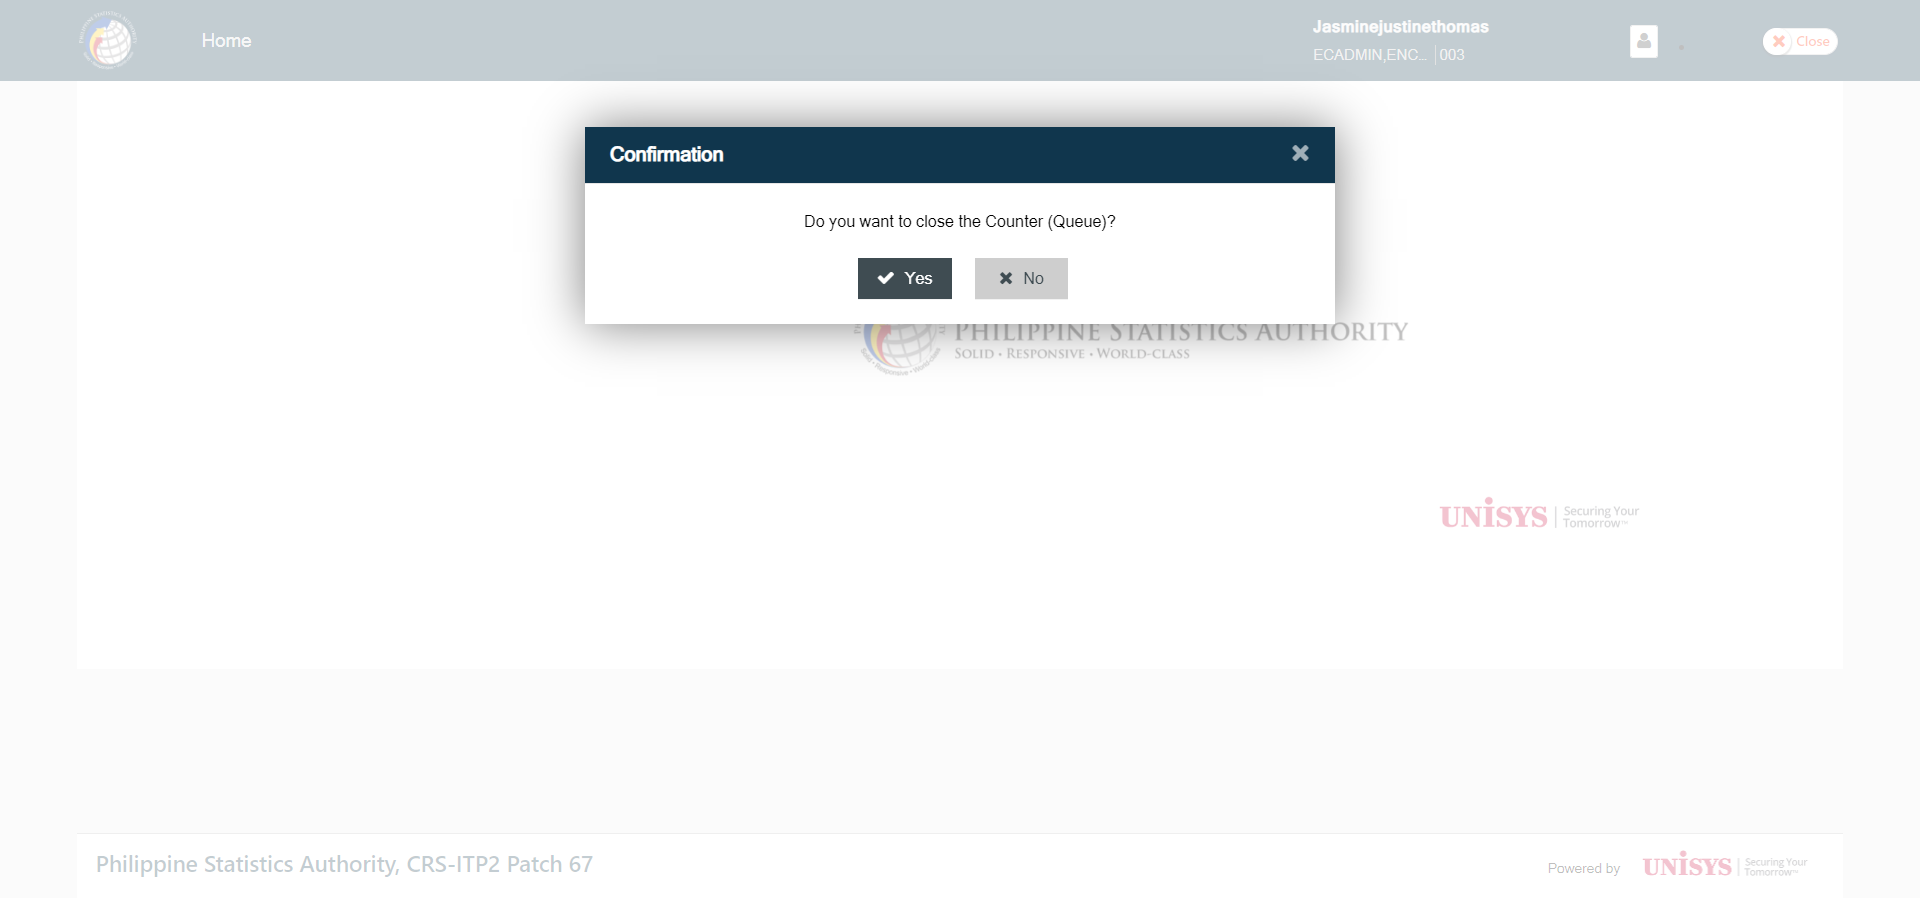 Home
Jasminejustinethomas
ECADMIN,ENC... 003
Close
Confirmation
Do you want to close the Counter (Queue)?
Yes
No
PHILIPPINE STATISTICS AUTHORITY
SOLID • RESPONSIVE • WORLD-CLASS
UNISYS
Securing Your
Tomorrow™
Philippine Statistics Authority, CRS-ITP2 Patch 67
Powered by
UNISYS
Securing Your
Tomorrow™